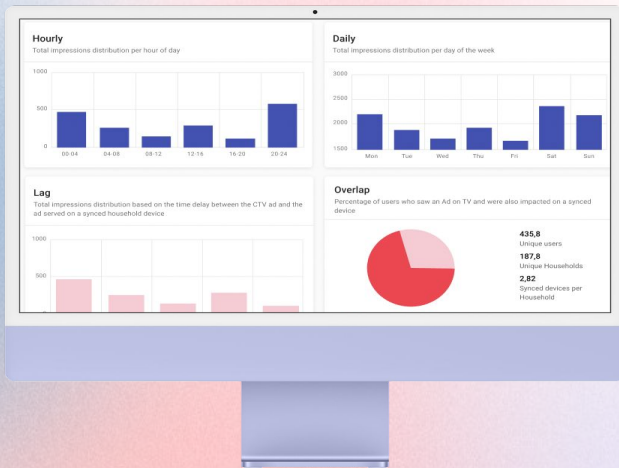 Hourly
Total impressions distribution per hour of day
1000
500
0
00-04 04-08 08-12 12-16 16-20 20-24
Daily
Total impressions distribution per day of the week
3000
2500
2000
1500
Mon Tue Wed Thu Fri Sat Sun
Lag
Total impressions distribution based on the time delay between the CTV ad and the
ad served on a synced household device
1000
500
Overlap
Percentage of users who saw an Ad on TV and were also impacted on a synced
device
435,8
Unique users
187,8
Unique Households
2,82
Synced devices per
Household